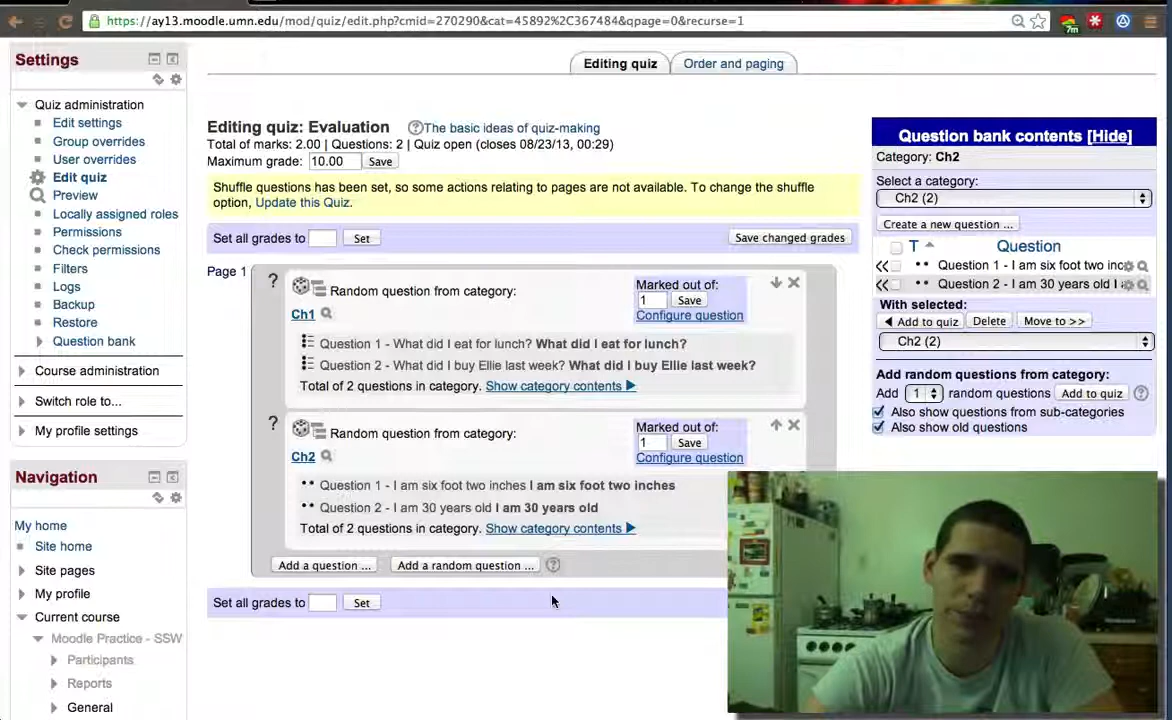 https://ay13.moodle.umn.edu/mod/quiz/edit.php?cmid=270290&cat=45892%2C367484&qpage=0&recurse=1
7m
Settings
Quiz administration
Edit settings
Group overrides
User overrides
Edit quiz
Preview
Locally assigned roles
Permissions
Check permissions
Filters
Logs
Backup
Restore
Question bank
Course administration
Switch role to...
My profile settings
Navigation
My home
Site home
Site pages
My profile
Current course
Moodle Practice - SSW
Participants
Reports
General
Editing quiz Order and paging
Editing quiz: Evaluation ?The basic ideas of quiz-making
Total of marks: 2.00 | Questions: 2 | Quiz open (closes 08/23/13, 00:29)
Maximum grade: 10.00 Save
Shuffle questions has been set, so some actions relating to pages are not available. To change the shuffle
option, Update this Quiz.
Set all grades to Set Save changed grades
Page 1
? Random question from category: Marked out of:
1 Save
Ch1 Configure question
Question 1 - What did I eat for lunch? What did I eat for lunch?
Question 2 - What did I buy Ellie last week? What did I buy Ellie last week?
Total of 2 questions in category. Show category contents ▶
? Random question from category: Marked out of:
1 Save
Ch2 Configure question
Question 1 - I am six foot two inches I am six foot two inches
Question 2 - I am 30 years old I am 30 years old
Total of 2 questions in category. Show category contents ▶
Add a question ... Add a random question ... ?
Set all grades to Set
Question bank contents [Hide]
Category: Ch2
Select a category:
Ch2 (2)
Create a new question ...
T Question
Question 1 - I am six foot two inc
Question 2 - I am 30 years old I
With selected:
◀ Add to quiz Delete Move to >>
Ch2 (2)
Add random questions from category:
Add 1 random questions Add to quiz ?
Also show questions from sub-categories
Also show old questions